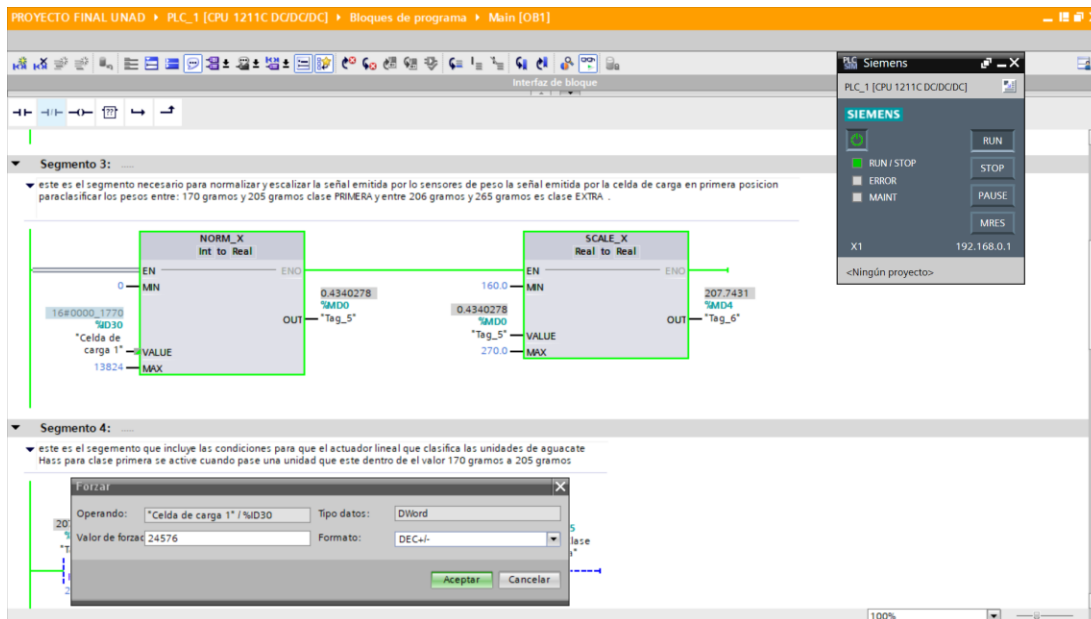 PROYECTO FINAL UNAD ▸ PLC_1 [CPU 1211C DC/DC/DC] ▸ Bloques de programa ▸ Main [OB1]
Interfaz de bloque
Segmento 3: .....
este es el segmento necesario para normalizar y escalizar la señal emitida por lo sensores de peso la señal emitida por la celda de carga en primera posicion
paraclasificar los pesos entre: 170 gramos y 205 gramos clase PRIMERA y entre 206 gramos y 265 gramos es clase EXTRA .
NORM_X
Int to Real
EN
ENO
0
MIN
16#0000_1770
%ID30
"Celda de
carga 1"
VALUE
13824
MAX
OUT
0.4340278
%MD0
"Tag_5"
SCALE_X
Real to Real
EN
ENO
160.0
MIN
0.4340278
%MD0
"Tag_5"
VALUE
270.0
MAX
OUT
207.7431
%MD4
"Tag_6"
Segmento 4: .....
este es el segemento que incluye las condiciones para que el actuador lineal que clasifica las unidades de aguacate
Hass para clase primera se active cuando pase una unidad que este dentro de el valor 170 gramos a 205 gramos
Forzar
Operando: "Celda de carga 1" / %ID30 Tipo datos: DWord
Valor de forzac 24576 Formato: DEC+/-
Aceptar Cancelar
Siemens
PLC_1 [CPU 1211C DC/DC/DC]
SIEMENS
RUN
RUN / STOP
STOP
ERROR
PAUSE
MAINT
MRES
X1 192.168.0.1
<Ningún proyecto>
100%